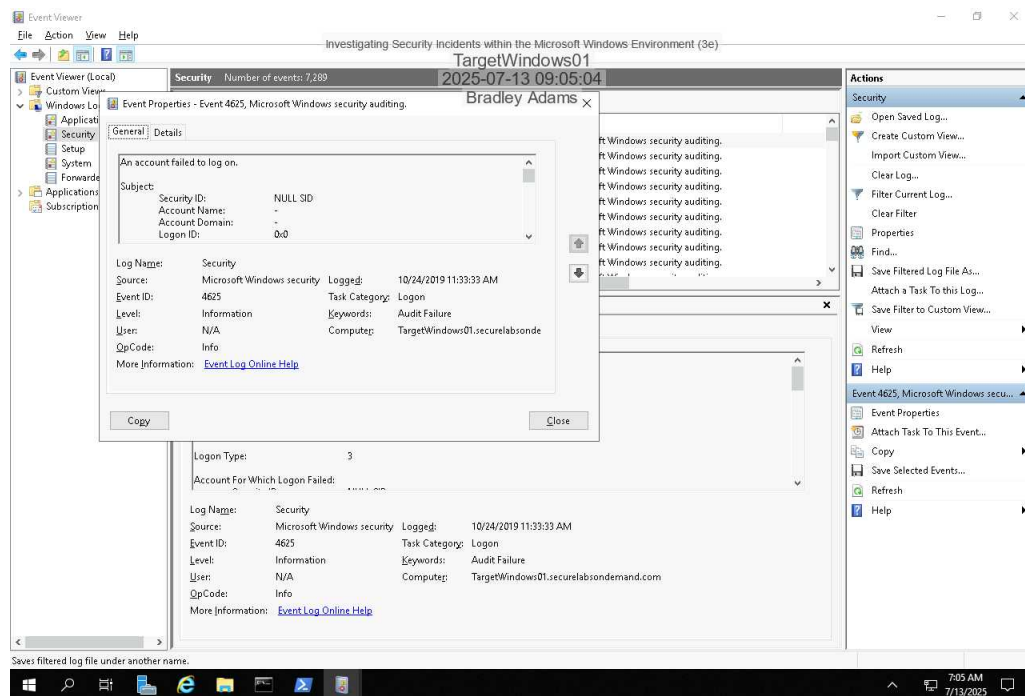 Event Viewer
File Action View Help
Investigating Security Incidents within the Microsoft Windows Environment (3e)
TargetWindows01
2025-07-13 09:05:04
Bradley Adams
Event Viewer (Local)
Custom Views
Windows Lo
Applicati
Security
Setup
System
Forwarde
Applications
Subscription
Security Number of events: 7,289
ft Windows security auditing.
ft Windows security auditing.
ft Windows security auditing.
ft Windows security auditing.
ft Windows security auditing.
ft Windows security auditing.
ft Windows security auditing.
ft Windows security auditing.
ft Windows security auditing.
Event Properties - Event 4625, Microsoft Windows security auditing.
General Details
An account failed to log on.
Subject:
Security ID: NULL SID
Account Name: -
Account Domain: -
Logon ID: 0x0
Log Name: Security
Source: Microsoft Windows security Logged: 10/24/2019 11:33:33 AM
Event ID: 4625 Task Category: Logon
Level: Information Keywords: Audit Failure
User: N/A Computer: TargetWindows01.securelabsonde
OpCode: Info
More Information: Event Log Online Help
Copy Close
Logon Type: 3
Account For Which Logon Failed:
Log Name: Security
Source: Microsoft Windows security Logged: 10/24/2019 11:33:33 AM
Event ID: 4625 Task Category: Logon
Level: Information Keywords: Audit Failure
User: N/A Computer: TargetWindows01.securelabsondemand.com
OpCode: Info
More Information: Event Log Online Help
Actions
Security
Open Saved Log...
Create Custom View...
Import Custom View...
Clear Log...
Filter Current Log...
Clear Filter
Properties
Find...
Save Filtered Log File As...
Attach a Task To this Log...
Save Filter to Custom View...
View
Refresh
Help
Event 4625, Microsoft Windows secu...
Event Properties
Attach Task To This Event...
Copy
Save Selected Events...
Refresh
Help
Saves filtered log file under another name.
7:05 AM
7/13/2025